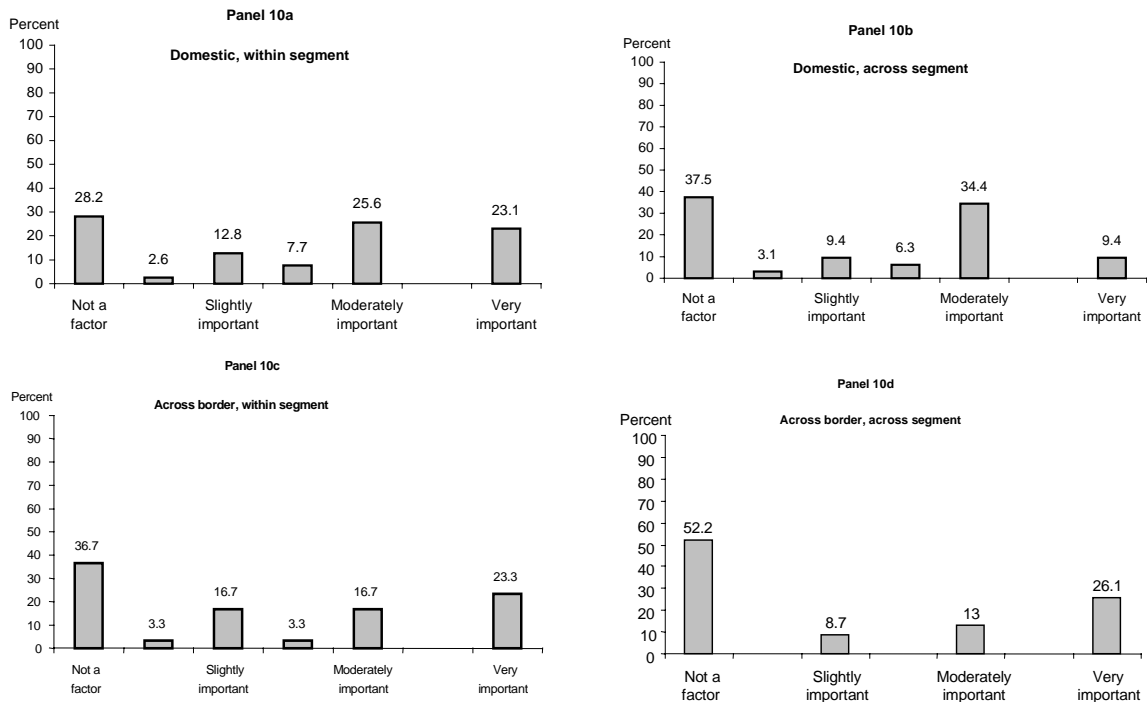 Panel 10a
Percent
Domestic, within segment
100
90
80
70
60
50
40
30
20
10
0
28.2
2.6
12.8
7.7
25.6
23.1
Not a
factor
Slightly
important
Moderately
important
Very
important
Panel 10b
Percent
Domestic, across segment
100
90
80
70
60
50
40
30
20
10
0
37.5
3.1
9.4
6.3
34.4
9.4
Not a
factor
Slightly
important
Moderately
important
Very
important
Panel 10c
Percent
Across border, within segment
100
90
80
70
60
50
40
30
20
10
0
36.7
3.3
16.7
3.3
16.7
23.3
Not a
factor
Slightly
important
Moderately
important
Very
important
Panel 10d
Percent
Across border, across segment
100
90
80
70
60
50
40
30
20
10
0
52.2
8.7
13
26.1
Not a
factor
Slightly
important
Moderately
important
Very
important